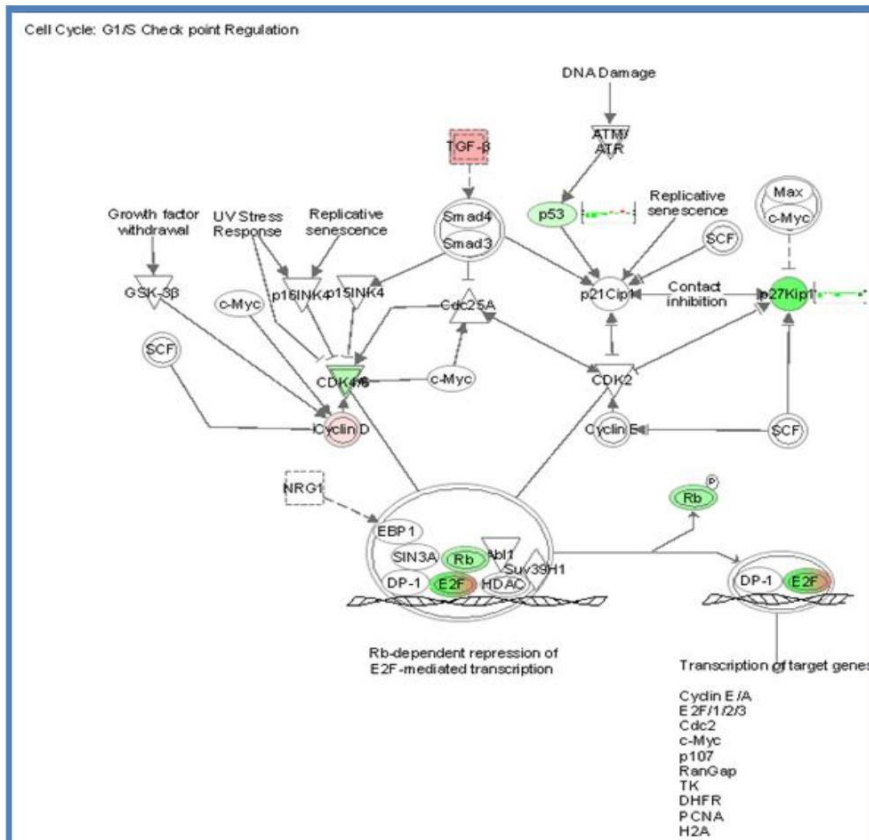 Cell Cycle: G1/S Check point Regulation
DNA Damage
ATM/
ATR
TGF-β
p53
Replicative
senescence
Max
c-Myc
Growth factor
withdrawal
UV Stress
Response
Replicative
senescence
Smad4
Smad3
SCF
GSK-3β
p16INK4
p15INK4
c-Myc
Cdc25A
p21Cip1
Contact
inhibition
p27Kip1
SCF
CDK4/6
c-Myc
CDK2
Cyclin D
Cyclin E
SCF
NRG1
P
Rb
EBP1
SIN3A
Rb
Abl1
Suv39H1
DP-1
E2F
HDAC
DP-1
E2F
Rb-dependent repression of
E2F-mediated transcription
Transcription of target genes
Cyclin E/A
E2F/1/2/3
Cdc2
c-Myc
p107
RanGap
TK
DHFR
PCNA
H2A